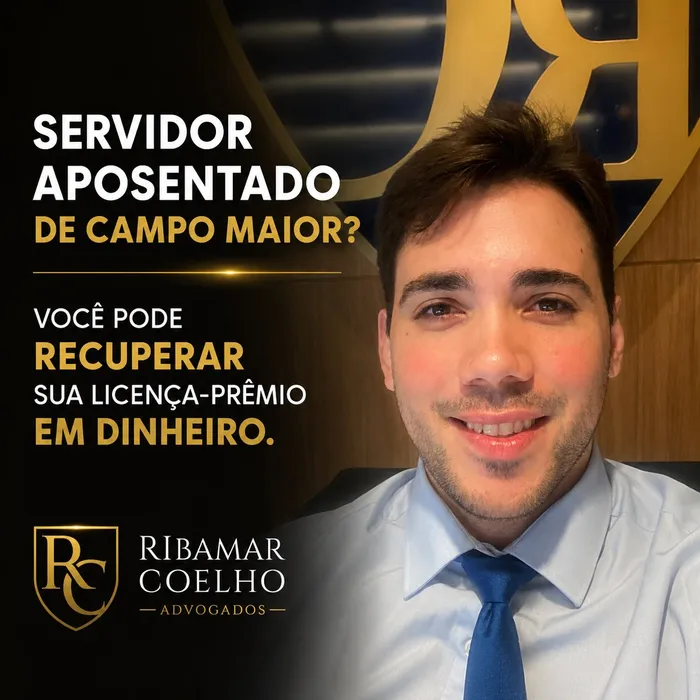 SERVIDOR
APOSENTADO
DE CAMPO MAIOR?
VOCÊ PODE
RECUPERAR
SUA LICENÇA-PRÊMIO
EM DINHEIRO.
RC
RIBAMAR
COELHO
ADVOGADOS